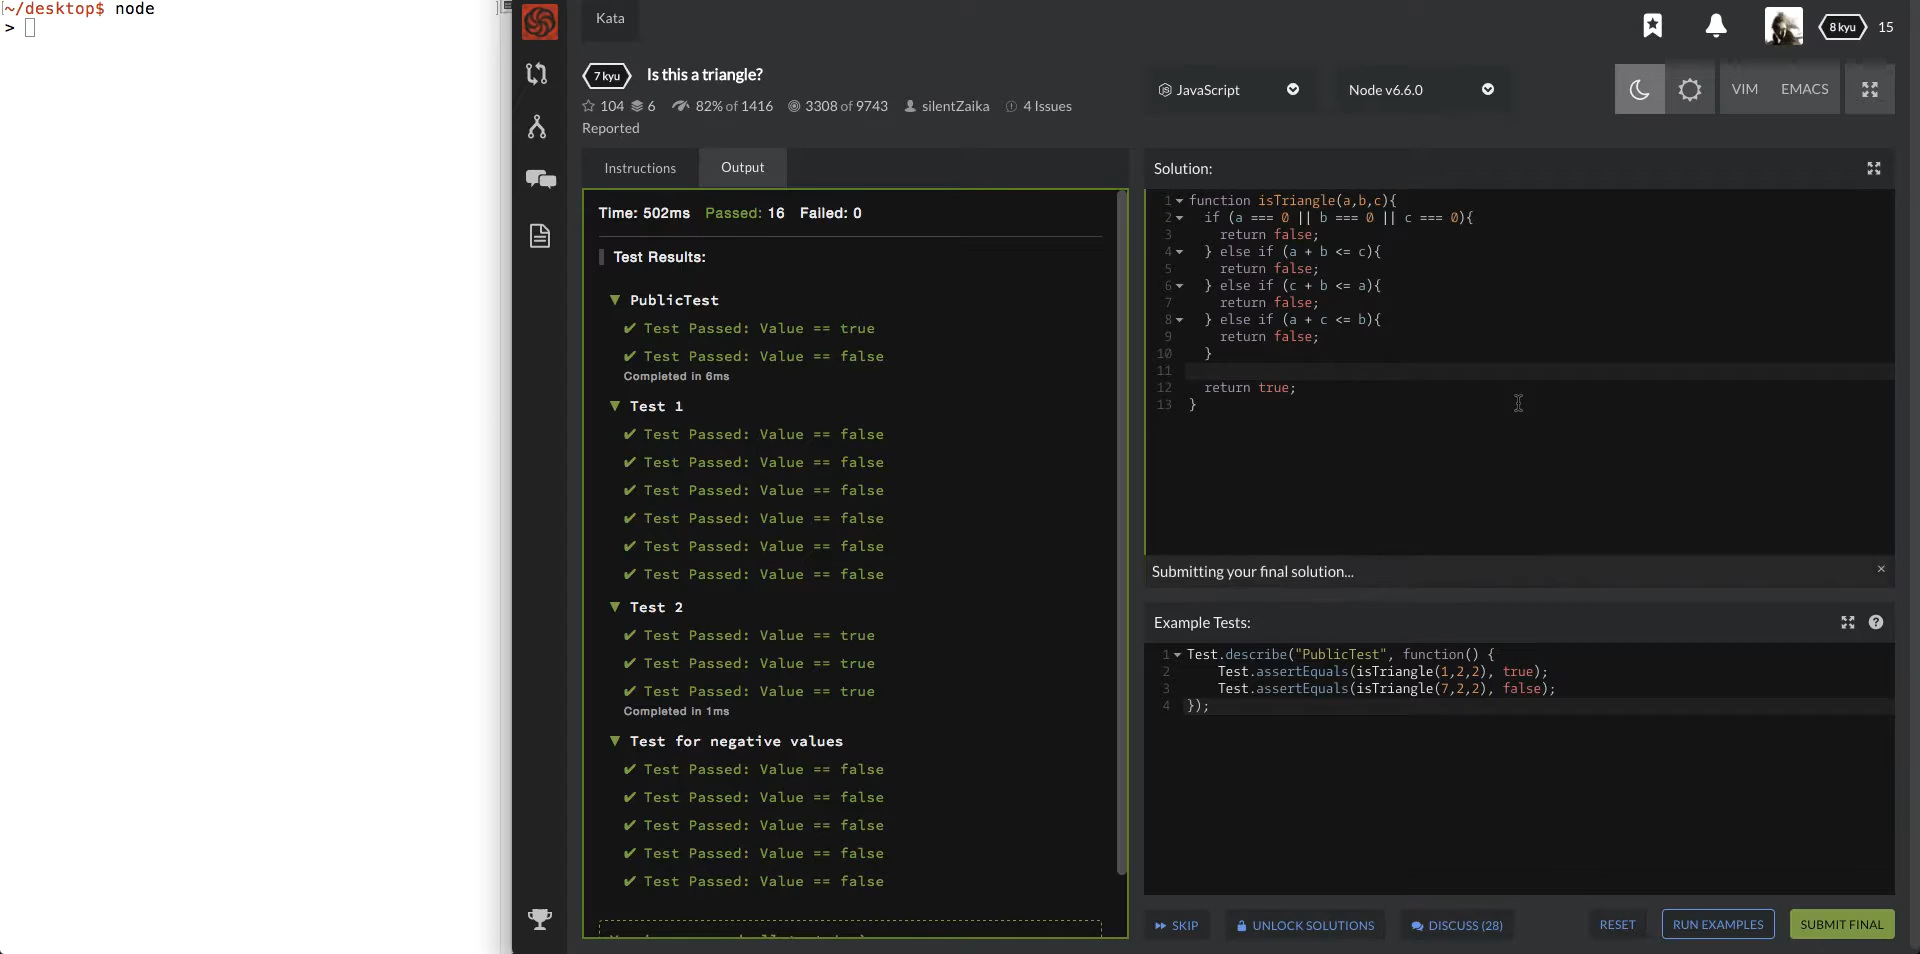 [~/desktop$ node
>
Kata
8 kyu 15
7 kyu Is this a triangle?
104 6 82% of 1416 3308 of 9743 silentZaika 4 Issues
Reported
JavaScript
Node v6.6.0
VIM EMACS
Instructions Output
Time: 502ms Passed: 16 Failed: 0
Test Results:
▼ PublicTest
✔ Test Passed: Value == true
✔ Test Passed: Value == false
Completed in 6ms
▼ Test 1
✔ Test Passed: Value == false
✔ Test Passed: Value == false
✔ Test Passed: Value == false
✔ Test Passed: Value == false
✔ Test Passed: Value == false
✔ Test Passed: Value == false
▼ Test 2
✔ Test Passed: Value == true
✔ Test Passed: Value == true
✔ Test Passed: Value == true
Completed in 1ms
▼ Test for negative values
✔ Test Passed: Value == false
✔ Test Passed: Value == false
✔ Test Passed: Value == false
✔ Test Passed: Value == false
✔ Test Passed: Value == false
Solution:
1 function isTriangle(a,b,c){
2 if (a === 0 || b === 0 || c === 0){
3 return false;
4 } else if (a + b <= c){
5 return false;
6 } else if (c + b <= a){
7 return false;
8 } else if (a + c <= b){
9 return false;
10 }
11
12 return true;
13 }
Submitting your final solution... ×
Example Tests:
1 Test.describe("PublicTest", function() {
2 Test.assertEquals(isTriangle(1,2,2), true);
3 Test.assertEquals(isTriangle(7,2,2), false);
4 });
SKIP UNLOCK SOLUTIONS DISCUSS (28) RESET RUN EXAMPLES SUBMIT FINAL